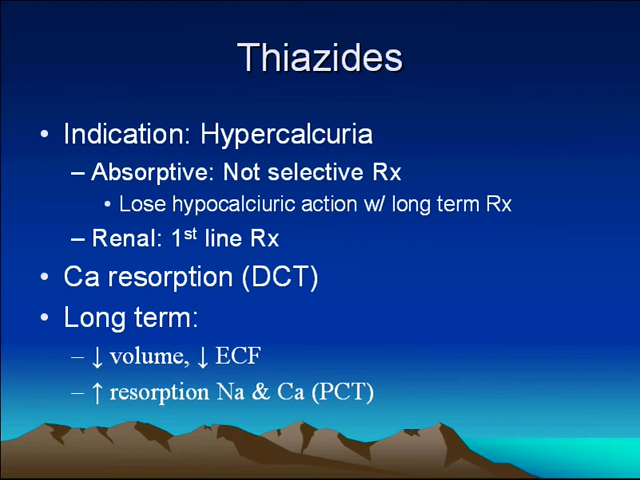 Thiazides
• Indication: Hypercalcuria
– Absorptive: Not selective Rx
• Lose hypocalciuric action w/ long term Rx
– Renal: 1st line Rx
• Ca resorption (DCT)
• Long term:
– ↓ volume, ↓ ECF
– ↑ resorption Na & Ca (PCT)